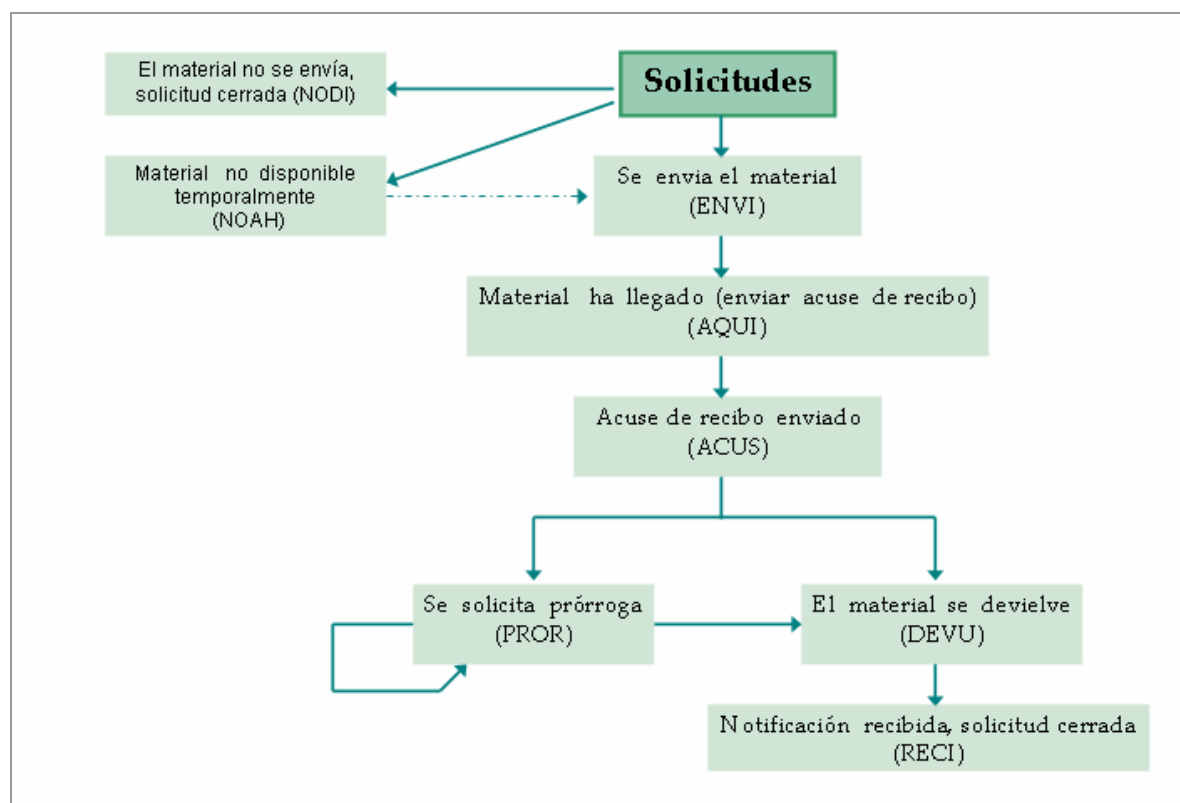 Solicitudes
El material no se envía,
solicitud cerrada (NODI)
Material no disponible
temporalmente
(NOAH)
Se envia el material
(ENVI)
Material ha llegado (enviar acuse de recibo)
(AQUI)
Acuse de recibo enviado
(ACUS)
Se solicita prórroga
(PROR)
El material se devielve
(DEVU)
Notificación recibida, solicitud cerrada
(RECI)